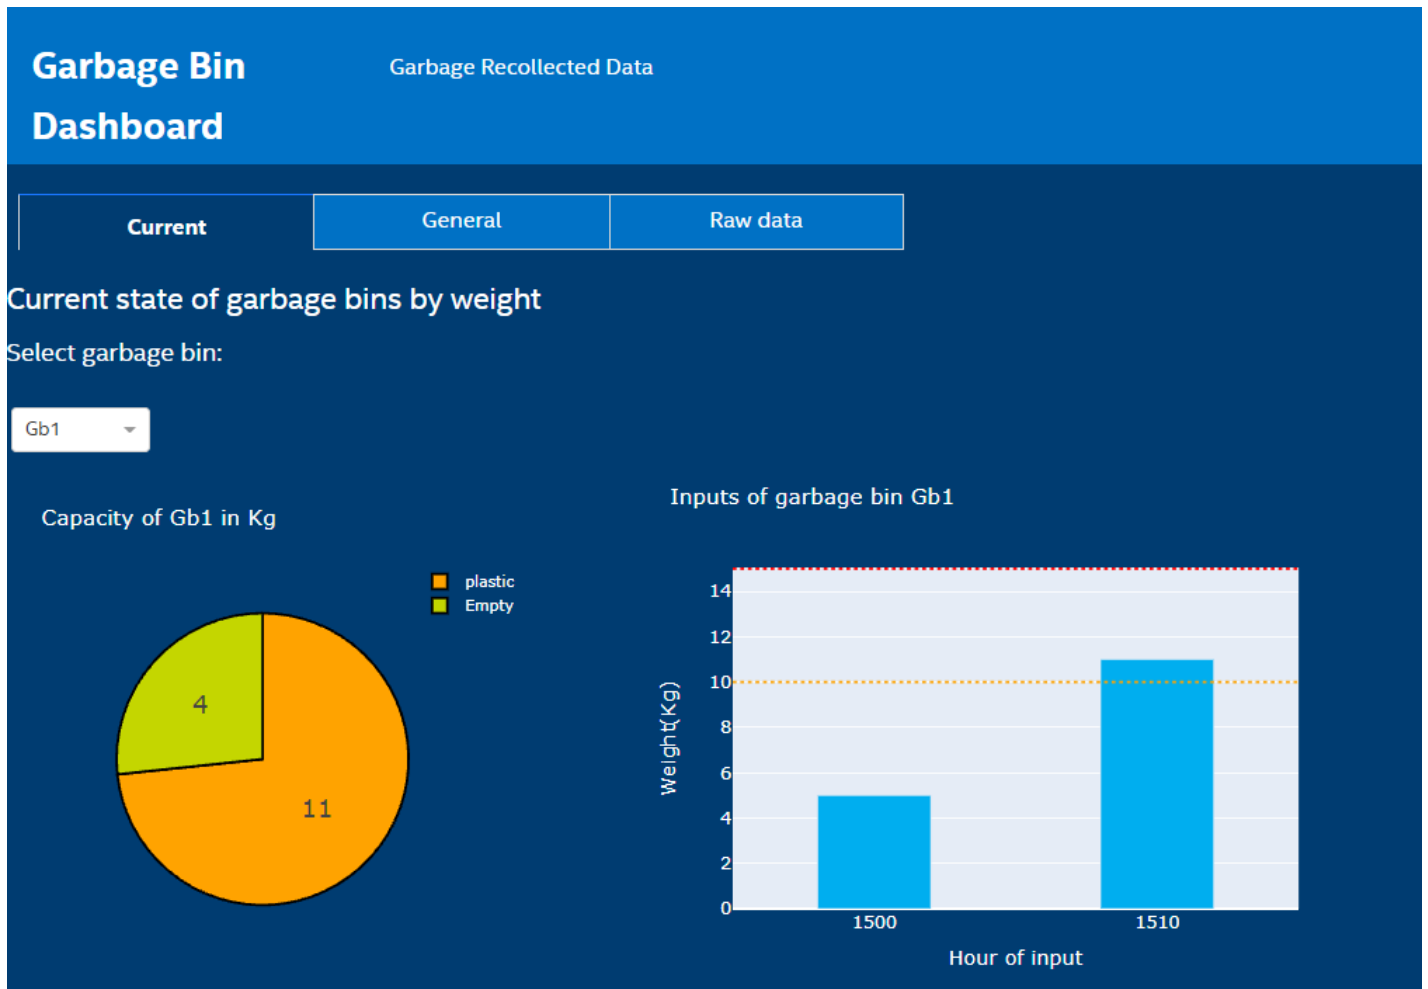 Garbage Bin
Dashboard
Garbage Recollected Data
Current
General
Raw data
Current state of garbage bins by weight
Select garbage bin:
Gb1
Capacity of Gb1 in Kg
plastic
Empty
4
11
Inputs of garbage bin Gb1
Weight(Kg)
14
12
10
8
6
4
2
0
1500
1510
Hour of input